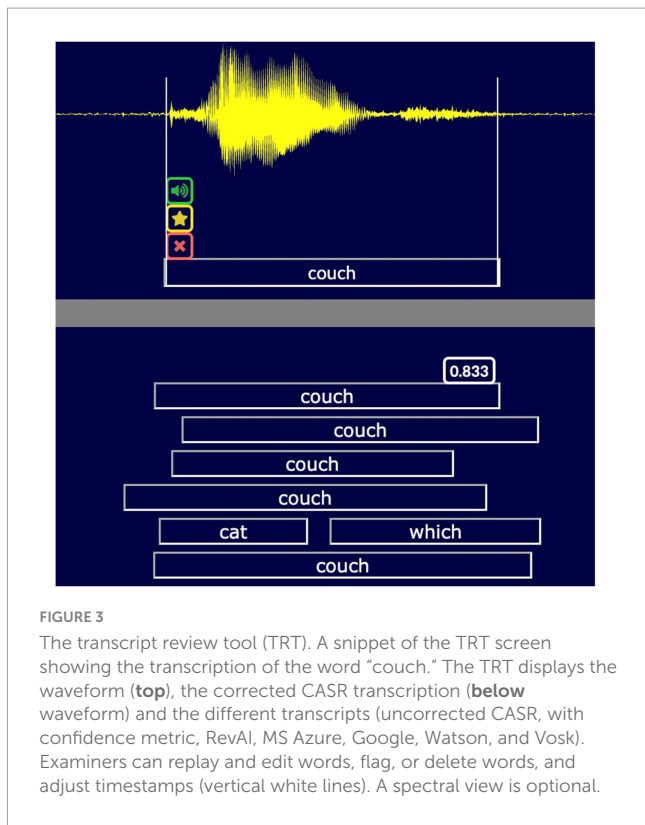 couch
0.833
couch
couch
couch
couch
cat which
couch
FIGURE 3
The transcript review tool (TRT). A snippet of the TRT screen
showing the transcription of the word “couch.” The TRT displays the
waveform (top), the corrected CASR transcription (below
waveform) and the different transcripts (uncorrected CASR, with
confidence metric, RevAI, MS Azure, Google, Watson, and Vosk).
Examiners can replay and edit words, flag, or delete words, and
adjust timestamps (vertical white lines). A spectral view is optional.